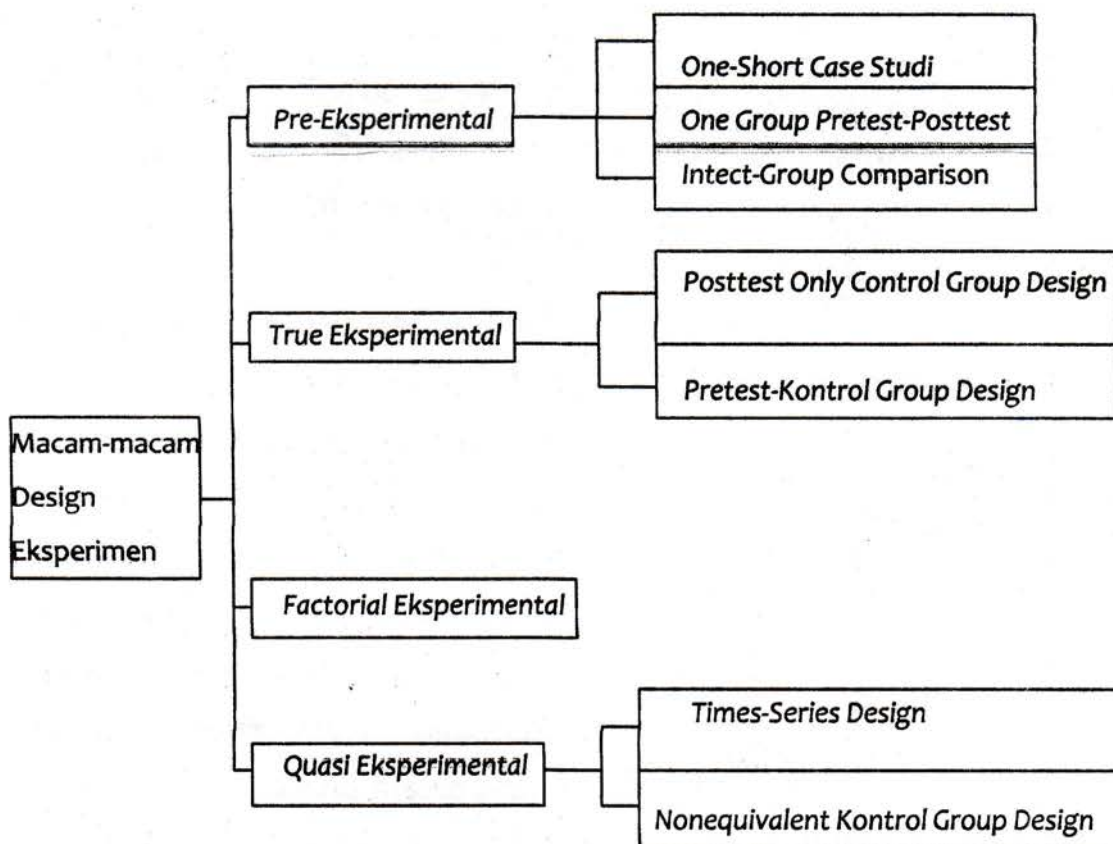 One-Short Case Studi
Pre-Eksperimental
One Group Pretest-Posttest
Intect-Group Comparison
Posttest Only Control Group Design
True Eksperimental
Pretest-Kontrol Group Design
Macam-macam
Design
Eksperimen
Factorial Eksperimental
Times-Series Design
Quasi Eksperimental
Nonequivalent Kontrol Group Design